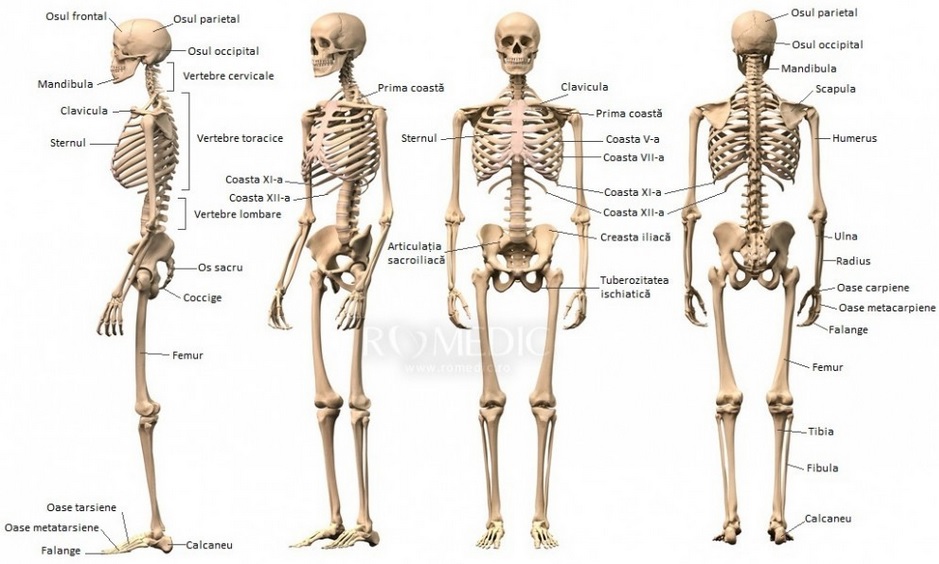 Osul frontal
Osul parietal
Osul occipital
Mandibula
Vertebre cervicale
Clavicula
Sternul
Vertebre toracice
Vertebre lombare
Os sacru
Coccige
Femur
Oase tarsiene
Oase metatarsiene
Falange
Calcaneu
Prima coastă
Coasta XI-a
Coasta XII-a
Clavicula
Prima coastă
Sternul
Coasta V-a
Coasta VII-a
Coasta XI-a
Coasta XII-a
Articulația
sacroiliacă
Creasta iliacă
Tuberozitatea
ischiatică
ROMEDIC
www.romedic.ro
Osul parietal
Osul occipital
Mandibula
Scapula
Humerus
Ulna
Radius
Oase carpiene
Oase metacarpiene
Falange
Femur
Tibia
Fibula
Calcaneu